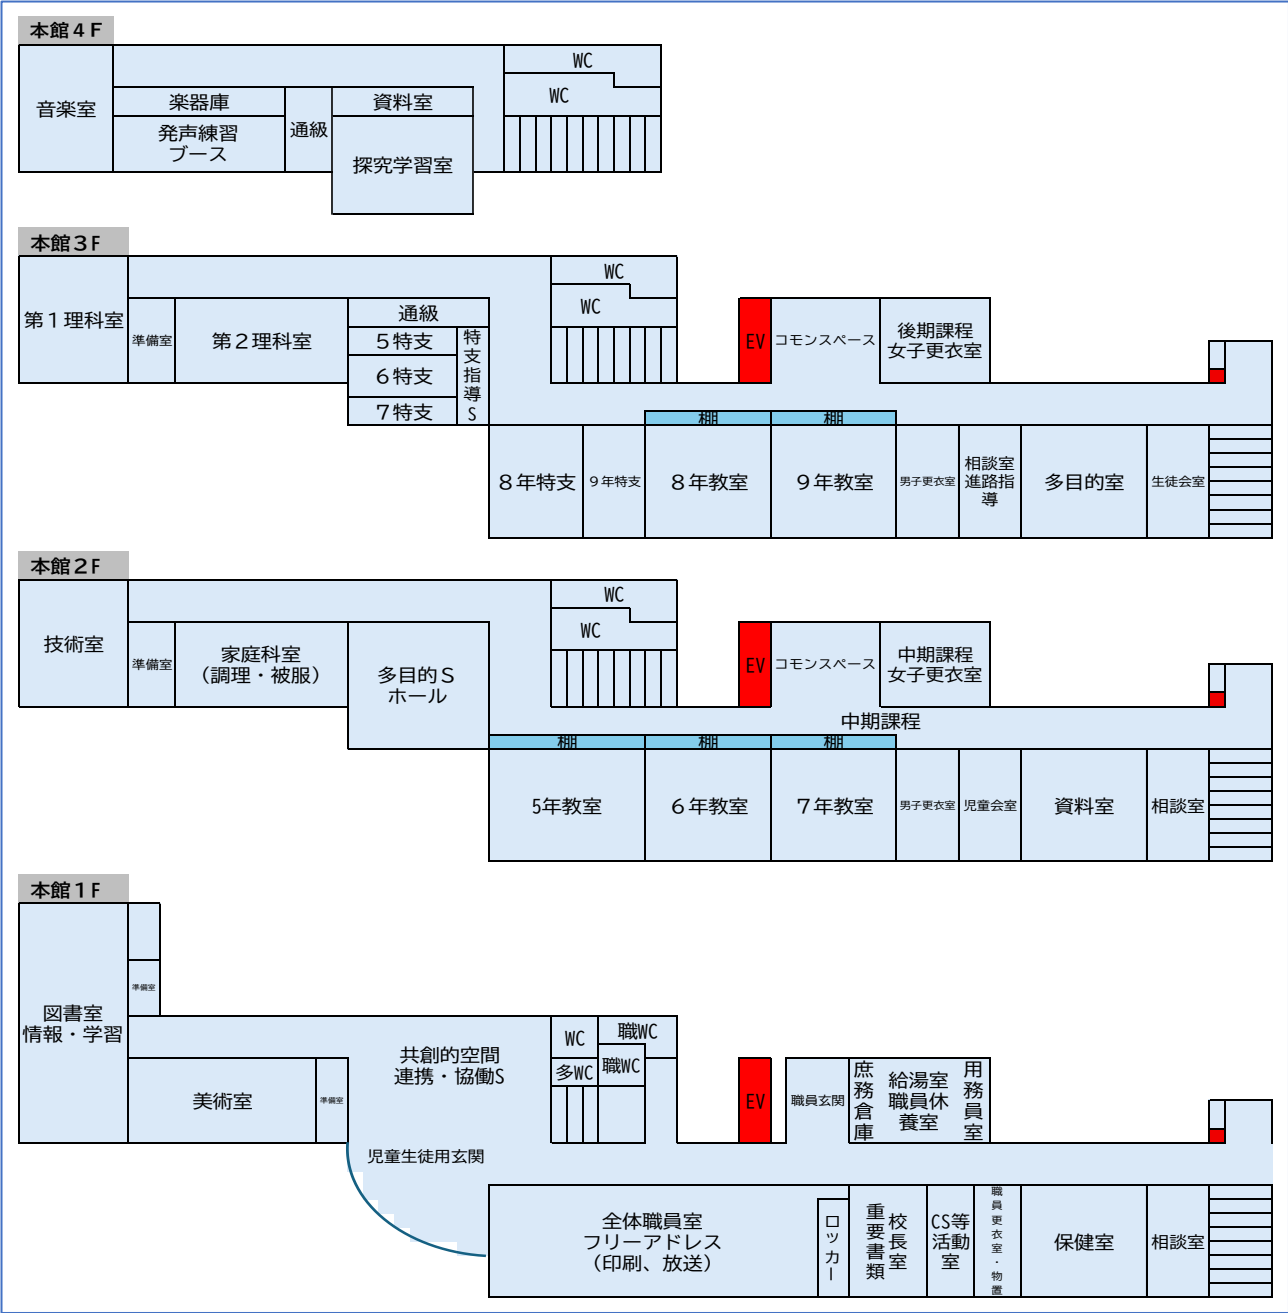 本館４Ｆ
WC
WC
音楽室
楽器庫
発声練習
ブース
通級
資料室
探究学習室
本館３F
WC
WC
第１理科室
準備室
第２理科室
通級
５特支
６特支
７特支
特支指導S
EV
コモンスペース
後期課程
女子更衣室
棚
棚
８年特支
９年特支
８年教室
９年教室
男子更衣室
相談室
進路指
導
多目的室
生徒会室
本館２F
WC
WC
技術室
準備室
家庭科室
（調理・被服）
多目的Ｓ
ホール
EV
コモンスペース
中期課程
女子更衣室
中期課程
棚
棚
棚
5年教室
６年教室
７年教室
男子更衣室
児童会室
資料室
相談室
本館１F
図書室
情報・学習
準備室
美術室
準備室
共創的空間
連携・協働S
児童生徒用玄関
WC
職WC
多WC
職WC
EV
職員玄関
庶務倉庫
給湯室
職員休
養室
用務員室
全体職員室
フリーアドレス
（印刷、放送）
ロッカー
重要書類
校長室
CS等
活動
室
職員更衣室・物置
保健室
相談室